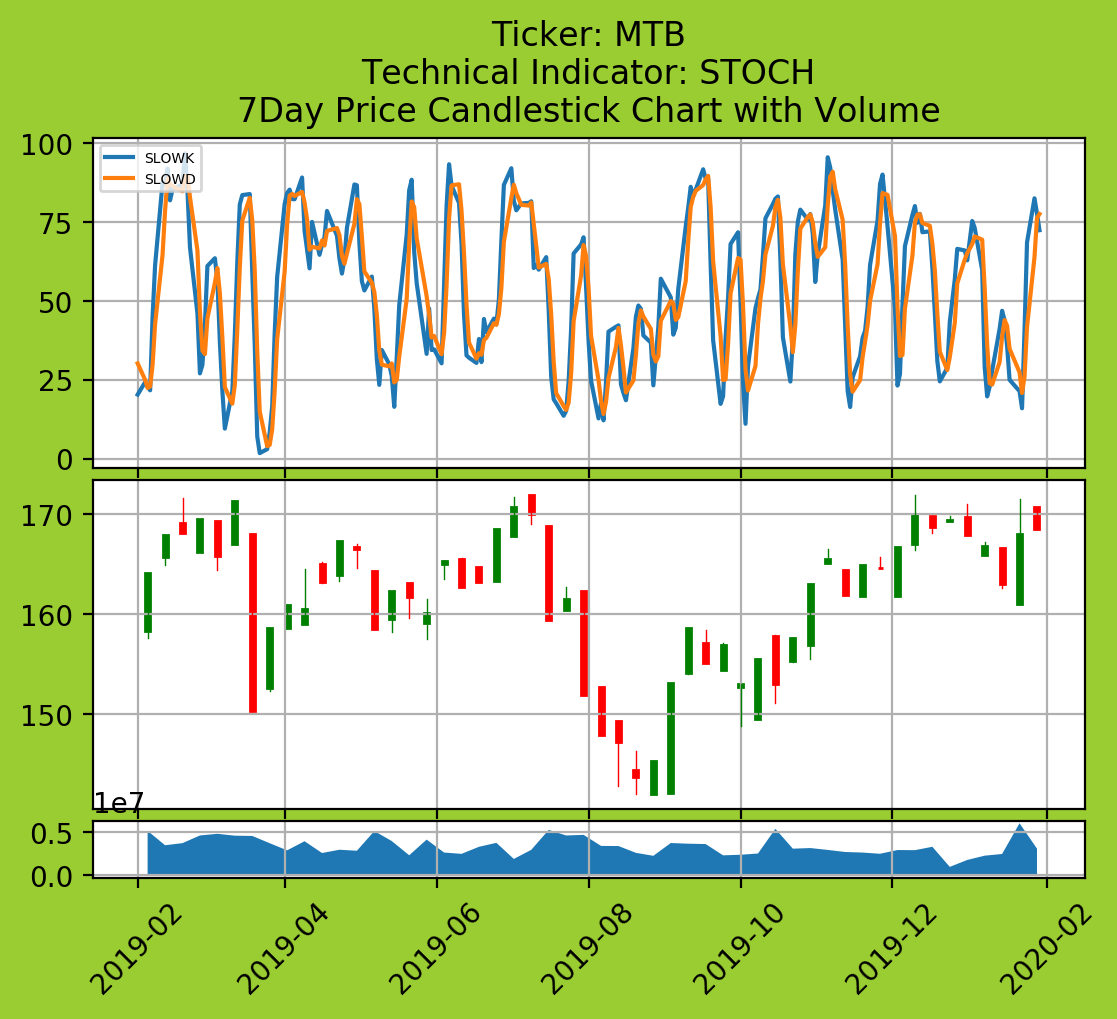 Ticker: MTB
Technical Indicator: STOCH
7Day Price Candlestick Chart with Volume
100
75
50
25
0
SLOWK
SLOWD
170
160
150
1e7
0.5
0.0
2019-02
2019-04
2019-06
2019-08
2019-10
2019-12
2020-02